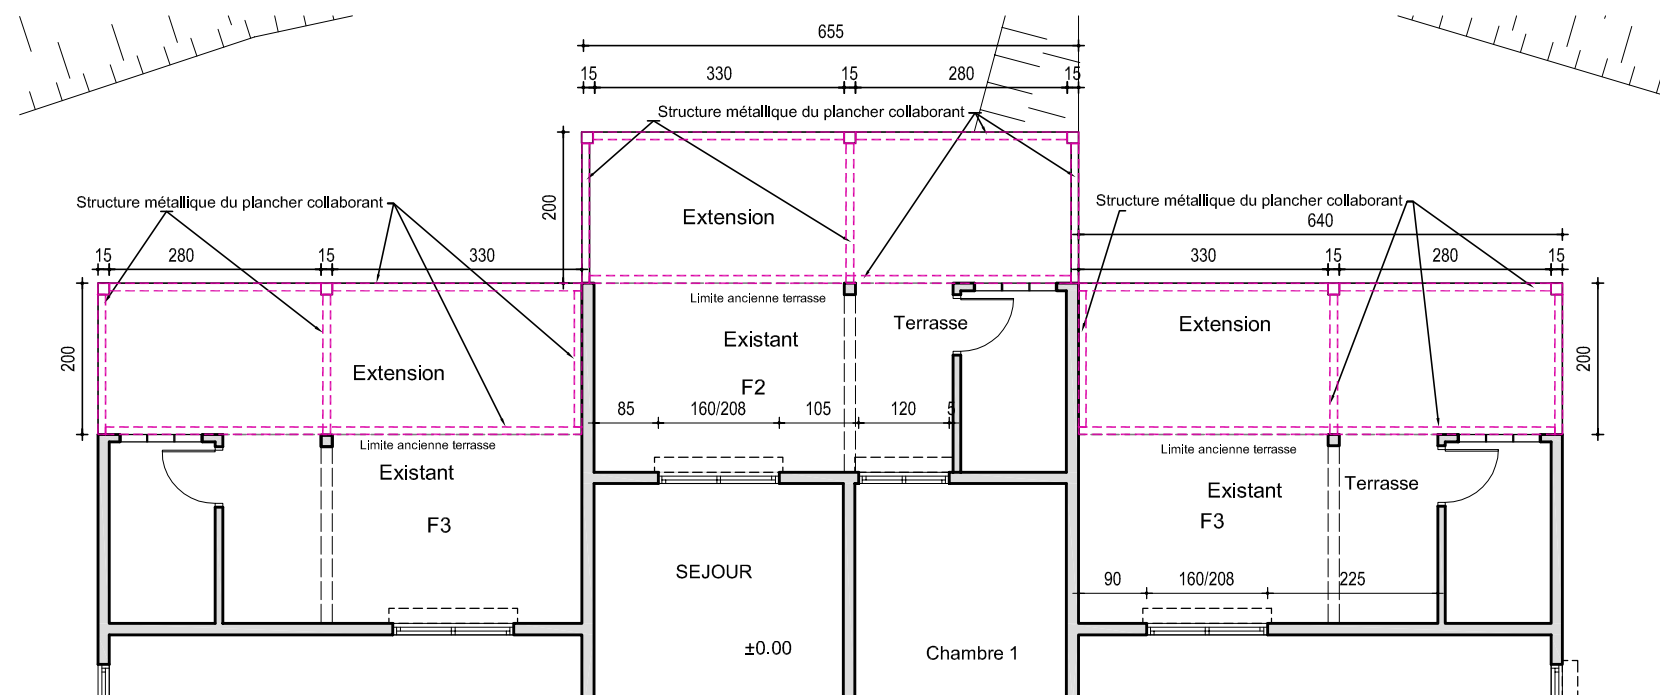 655
15 330 15 280 15
Structure métallique du plancher collaborant
Structure métallique du plancher collaborant
Structure métallique du plancher collaborant
200
Extension
640
15 280 15 330
330 15 280 15
Limite ancienne terrasse
Existant
Terrasse
Extension
200
Extension
200
F2
85 160/208 105 120 5
Limite ancienne terrasse
Existant
F3
Limite ancienne terrasse
Existant
Terrasse
F3
SEJOUR
90 160/208 225
±0.00
Chambre 1